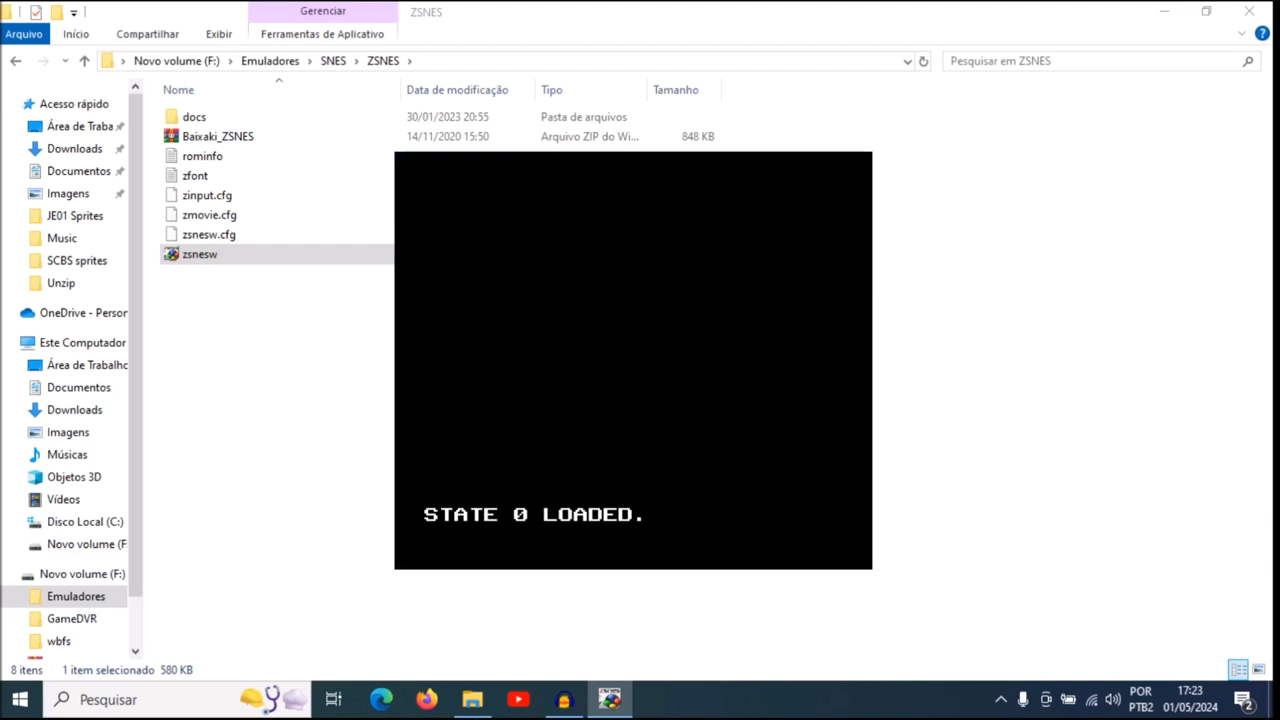 Gerenciar
ZSNES
Arquivo
Início
Compartilhar
Exibir
Ferramentas de Aplicativo
Novo volume (F:) > Emuladores > SNES > ZSNES >
Pesquisar em ZSNES
Nome
Data de modificação
Tipo
Tamanho
docs
30/01/2023 20:55
Pasta de arquivos
Baixaki_ZSNES
14/11/2020 15:50
Arquivo ZIP do Wi...
848 KB
rominfo
zfont
zinput.cfg
zmovie.cfg
zsnesw.cfg
zsnesw
Acesso rápido
Área de Traba
Downloads
Documentos
Imagens
JE01 Sprites
Music
SCBS sprites
Unzip
OneDrive - Person
Este Computador
Área de Trabalho
Documentos
Downloads
Imagens
Músicas
Objetos 3D
Vídeos
Disco Local (C:)
Novo volume (F
Novo volume (F:)
Emuladores
GameDVR
wbfs
STATE 0 LOADED.
8 itens
1 item selecionado 580 KB
Pesquisar
POR
PTB2
17:23
01/05/2024
2